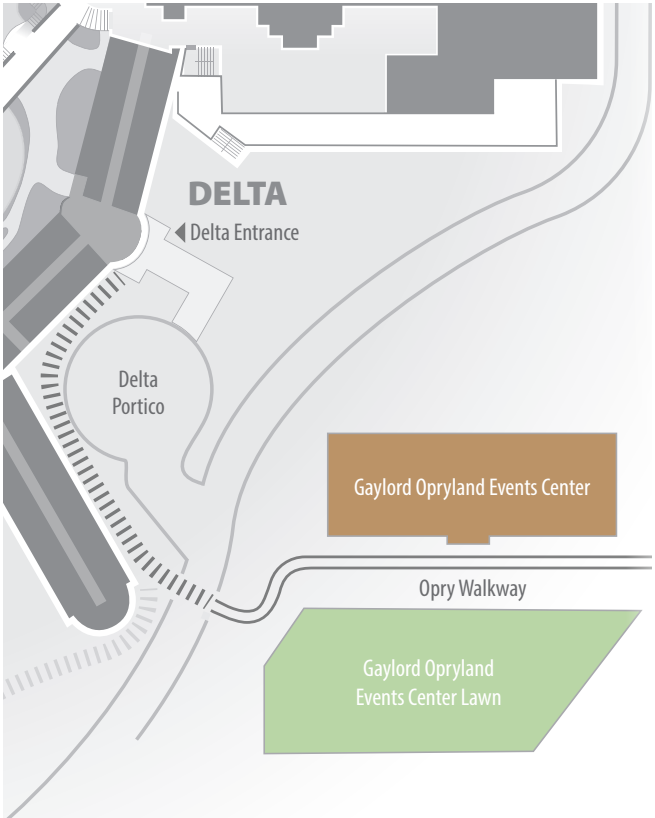 DELTA
Delta Entrance
Delta
Portico
Gaylord Opryland Events Center
Opry Walkway
Gaylord Opryland
Events Center Lawn